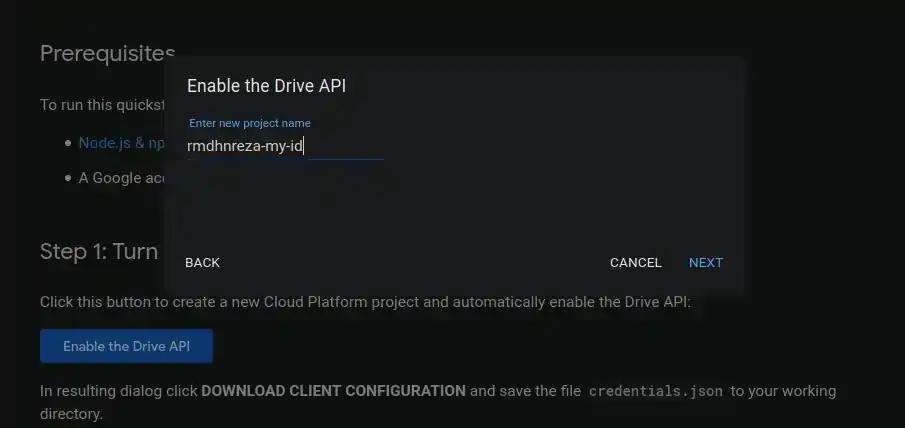 Prerequisites
Enable the Drive API
To run this quickst
Enter new project name
rmdhnreza-my-id
Node.js & np
A Google acc
Step 1: Turn
BACK
CANCEL
NEXT
Click this button to create a new Cloud Platform project and automatically enable the Drive API:
Enable the Drive API
In resulting dialog click DOWNLOAD CLIENT CONFIGURATION and save the file credentials.json to your working
directory.